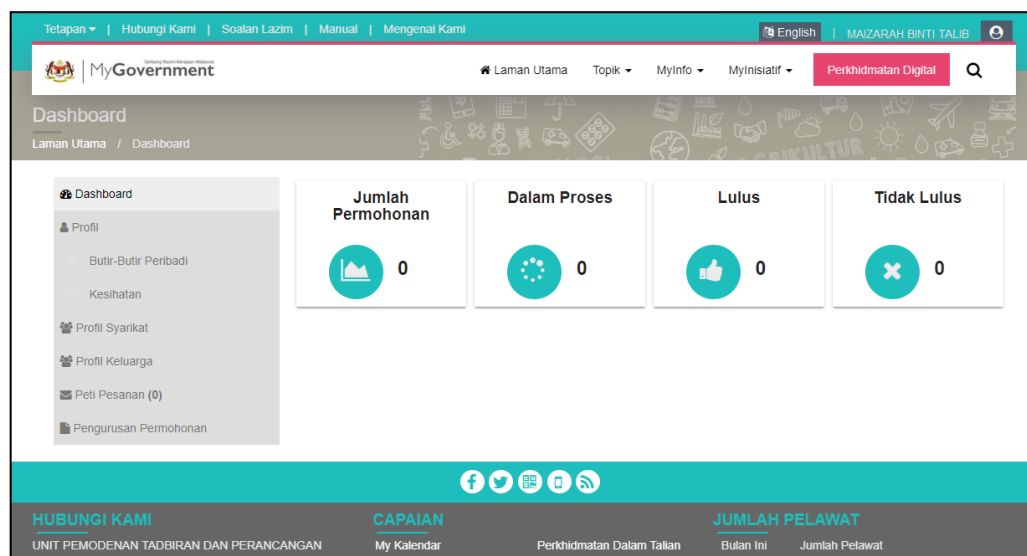 Tetapan | Hubungi Kami | Soalan Lazim | Manual | Mengenai Kami
English | MAIZARAH BINTI TALIB
MyGovernment
Laman Utama Topik MyInfo MyInisiatif Perkhidmatan Digital
Dashboard
Laman Utama / Dashboard
AGRIKULTUR
Dashboard
Profil
Butir-Butir Peribadi
Kesihatan
Profil Syarikat
Profil Keluarga
Peti Pesanan (0)
Pengurusan Permohonan
Jumlah
Permohonan
0
Dalam Proses
0
Lulus
0
Tidak Lulus
0
HUBUNGI KAMI
UNIT PEMODENAN TADBIRAN DAN PERANCANGAN
CAPAIAN
My Kalendar Perkhidmatan Dalam Talian
JUMLAH PELAWAT
Bulan Ini Jumlah Pelawat